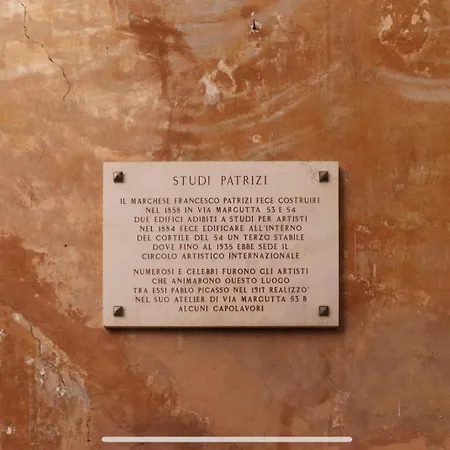 STUDI PATRIZI
IL MARCHESE FRANCESCO PATRIZI FECE COSTRUIRE
NEL 1858 IN VIA MARGUTTA 53 E 54
DUE EDIFICI ADIBITI A STUDI PER ARTISTI
NEL 1884 FECE EDIFICARE ALL'INTERNO
DEL CORTILE DEL 54 UN TERZO STABILE
DOVE FINO AL 1935 EBBE SEDE IL
CIRCOLO ARTISTICO INTERNAZIONALE
NUMEROSI E CELEBRI FURONO GLI ARTISTI
CHE ANIMARONO QUESTO LUOGO
TRA ESSI PABLO PICASSO NEL 1917 REALIZZO'
NEL SUO ATELIER DI VIA MARGUTTA 53 B
ALCUNI CAPOLAVORI